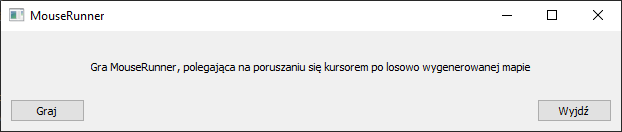 MouseRunner
Gra MouseRunner, polegająca na poruszaniu się kursorem po losowo wygenerowanej mapie
Graj
Wyjdź